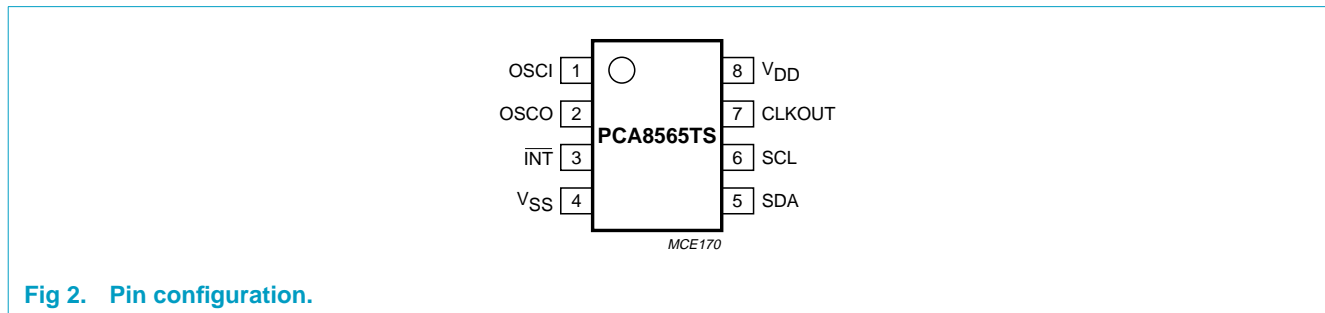 OSCI 1 8 VDD
OSCO 2 7 CLKOUT
PCA8565TS
I̅N̅T̅ 3 6 SCL
VSS 4 5 SDA
MCE170
Fig 2. Pin configuration.